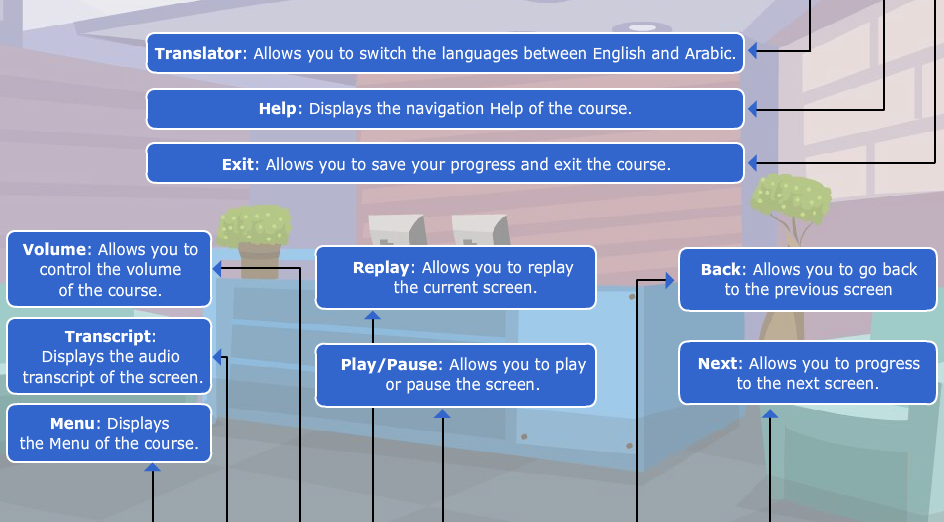 Translator: Allows you to switch the languages between English and Arabic.
Help: Displays the navigation Help of the course.
Exit: Allows you to save your progress and exit the course.
Volume: Allows you to
control the volume
of the course.
Transcript:
Displays the audio
transcript of the screen.
Menu: Displays
the Menu of the course.
Replay: Allows you to replay
the current screen.
Play/Pause: Allows you to play
or pause the screen.
Back: Allows you to go back
to the previous screen
Next: Allows you to progress
to the next screen.